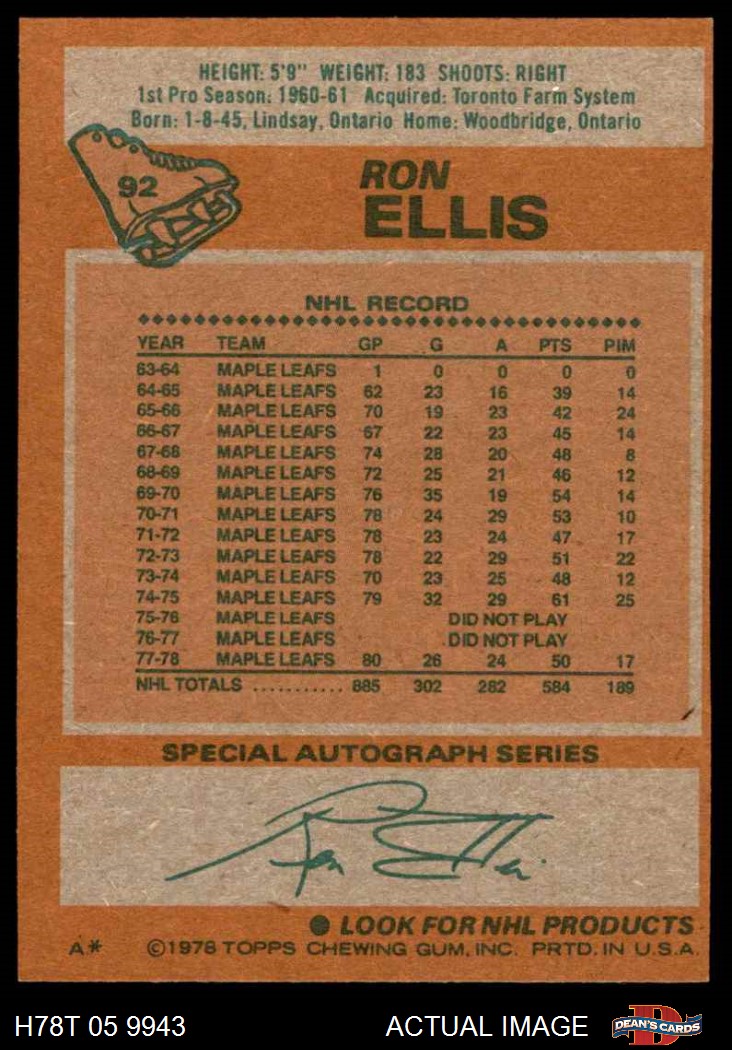 HEIGHT: 5'9" WEIGHT: 183 SHOOTS: RIGHT
1st Pro Season: 1960-61 Acquired: Toronto Farm System
Born: 1-8-45, Lindsay, Ontario Home: Woodbridge, Ontario
92
RON
ELLIS
NHL RECORD
YEAR TEAM GP G A PTS PIM
63-64 MAPLE LEAFS 1 0 0 0 0
64-65 MAPLE LEAFS 62 23 16 39 14
65-66 MAPLE LEAFS 70 19 23 42 24
66-67 MAPLE LEAFS 67 22 23 45 14
67-68 MAPLE LEAFS 74 28 20 48 8
68-69 MAPLE LEAFS 72 25 21 46 12
69-70 MAPLE LEAFS 76 35 19 54 14
70-71 MAPLE LEAFS 78 24 29 53 10
71-72 MAPLE LEAFS 78 23 24 47 17
72-73 MAPLE LEAFS 78 22 29 51 22
73-74 MAPLE LEAFS 70 23 25 48 12
74-75 MAPLE LEAFS 79 32 29 61 25
75-76 MAPLE LEAFS DID NOT PLAY
76-77 MAPLE LEAFS DID NOT PLAY
77-78 MAPLE LEAFS 80 26 24 50 17
NHL TOTALS ........... 885 302 282 584 189
SPECIAL AUTOGRAPH SERIES
Ron Ellis
● LOOK FOR NHL PRODUCTS
A* ©1978 TOPPS CHEWING GUM, INC. PRTD. IN U.S.A.
H78T 05 9943 ACTUAL IMAGE D DEAN'S CARDS